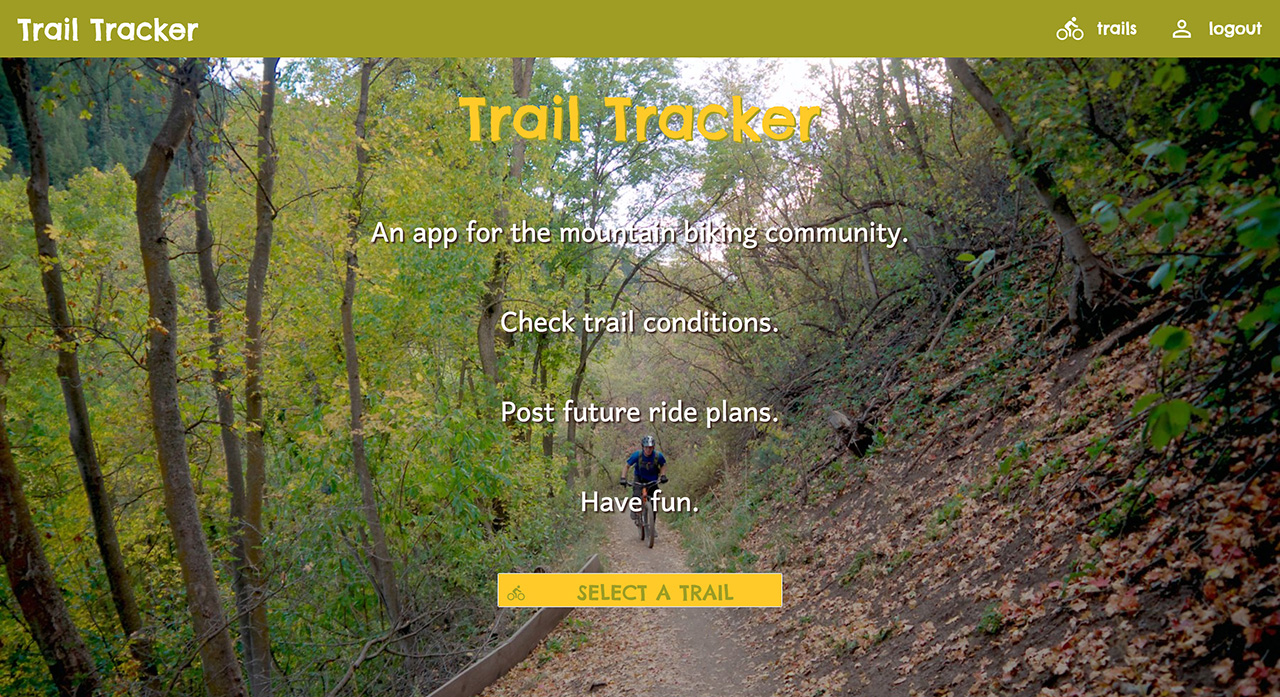 Trail Tracker
trails
logout
Trail Tracker
An app for the mountain biking community.
Check trail conditions.
Post future ride plans.
Have fun.
SELECT A TRAIL